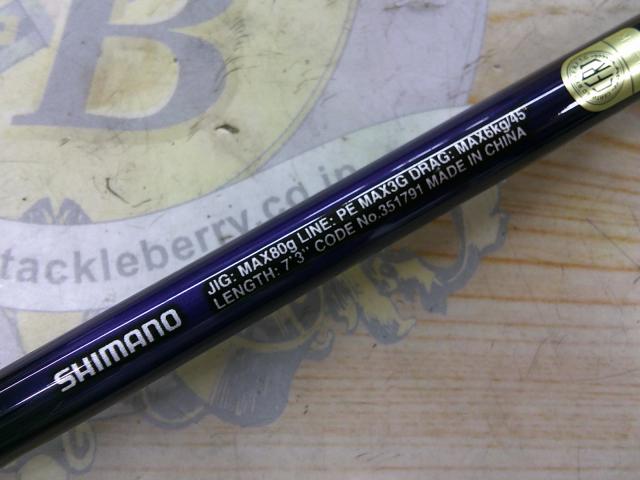 B
tackleberry.co.jp
JIG: MAX80g LINE: PE MAX3G DRAG: MAX6kg/45°
LENGTH: 7'3" CODE No.351791 MADE IN CHINA
SHIMANO